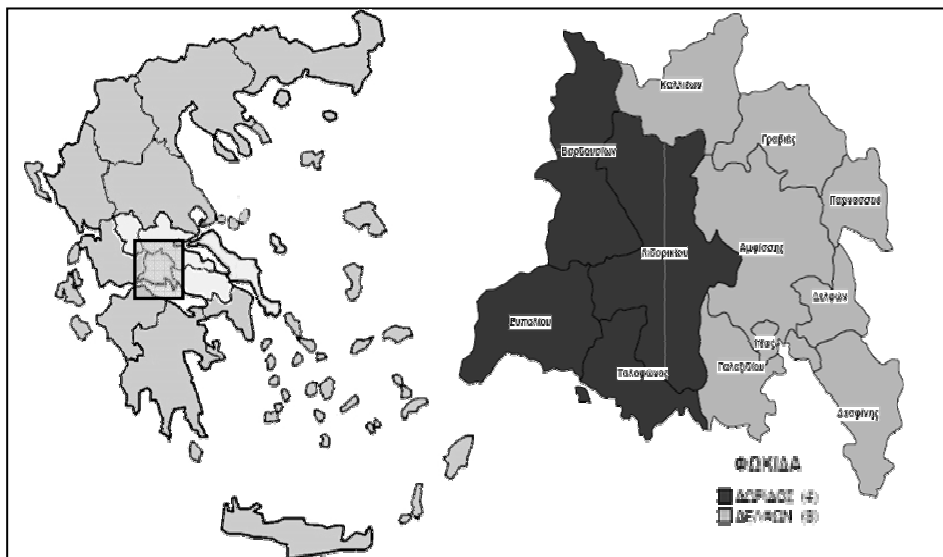 Καλλιέων
Γραβιάς
Βαρδουσίων
Παρνασσού
Λιδορικίου
Αμφίσσης
Δελφών
Ευπαλίου
Ιτέας
Γαλαξιδίου
Τολοφώνος
Δεσφίνης
ΦΩΚΙΔΑ
ΔΩΡΙΔΟΣ (4)
ΔΕΛΦΩΝ (8)